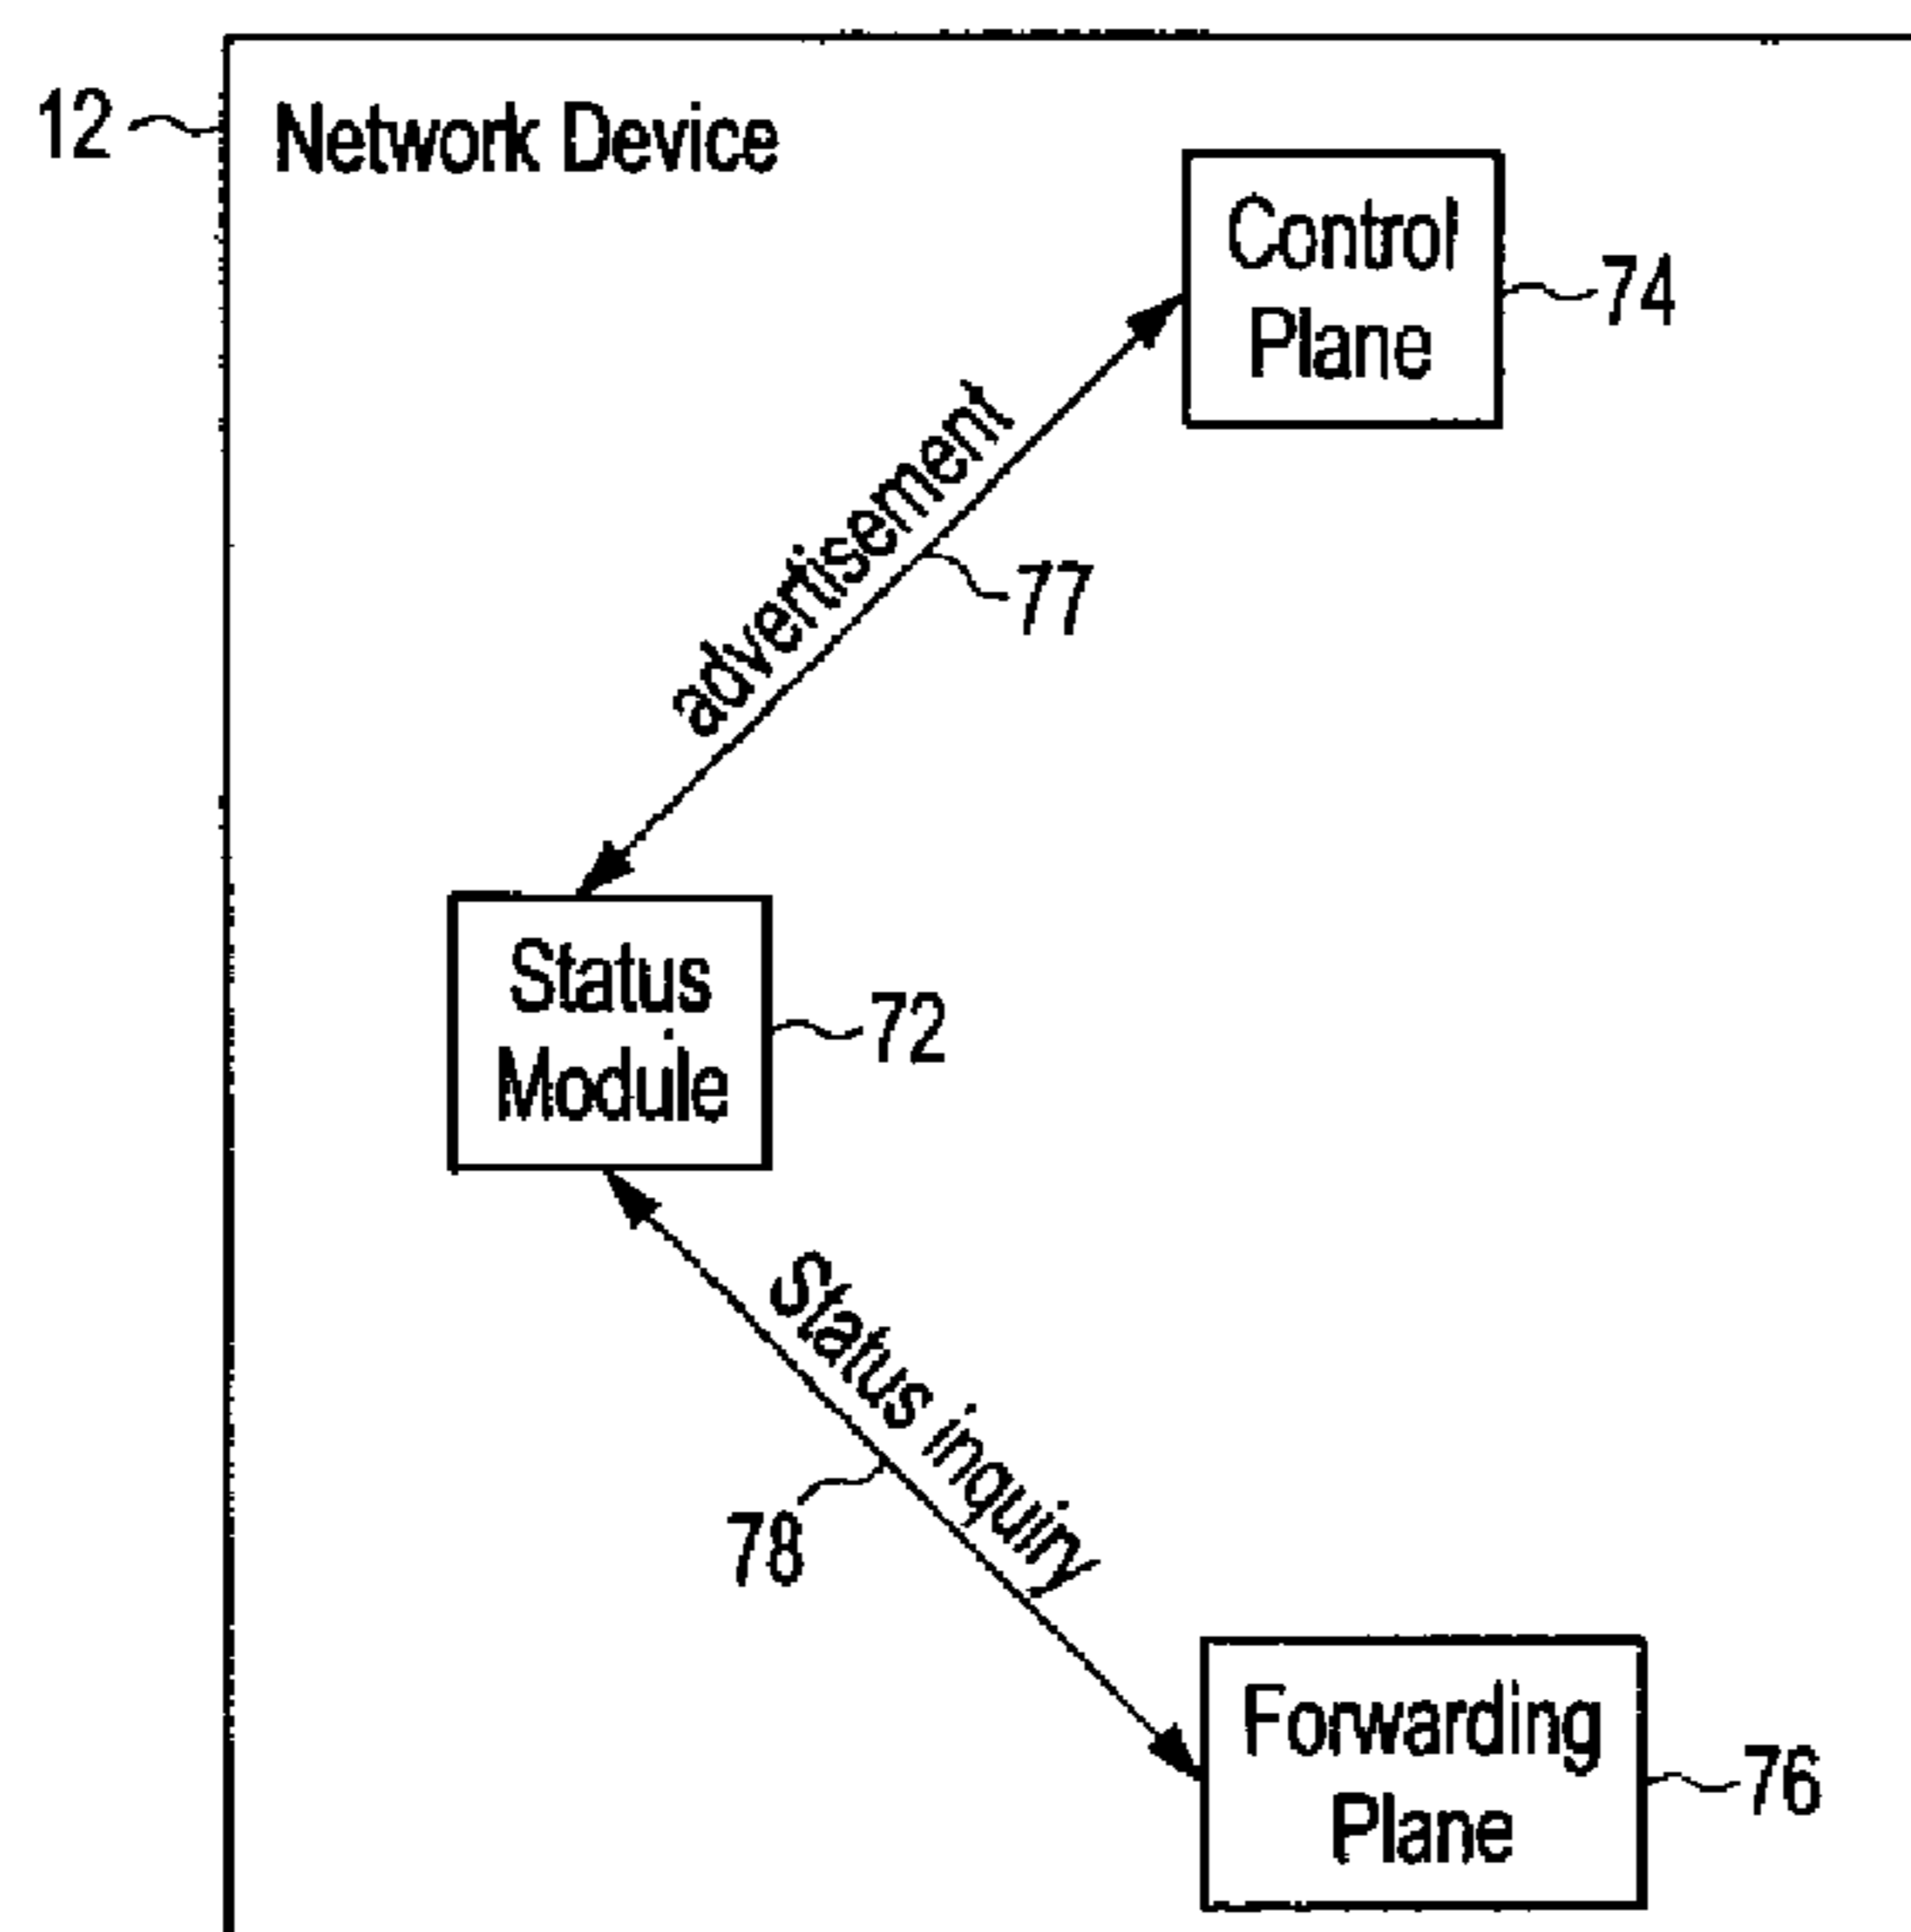 12
Network Device
Control
Plane
74
advertisement
77
Status
Module
72
Status inquiry
78
Forwarding
Plane
76